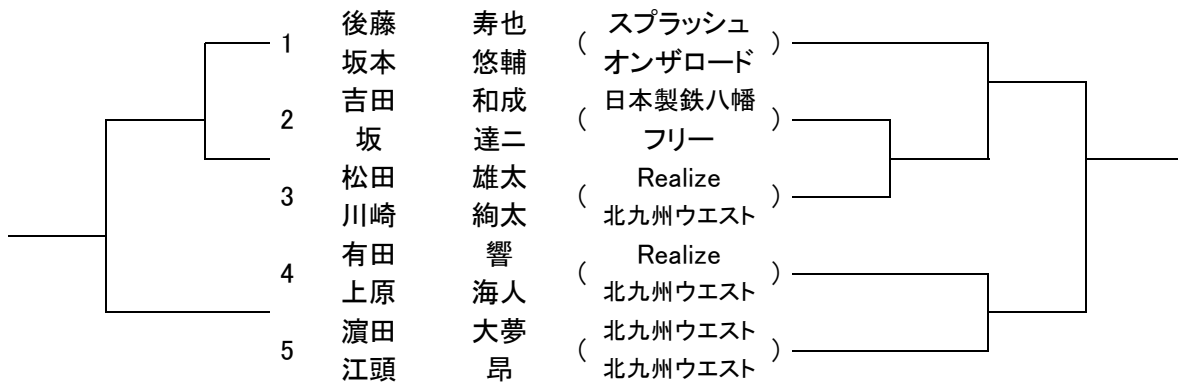 後藤 寿也 スプラッシュ
1 ( )
坂本 悠輔 オンザロード
吉田 和成 日本製鉄八幡
2 ( )
坂 達二 フリー
松田 雄太 Realize
3 ( )
川崎 絢太 北九州ウエスト
有田 響 Realize
4 ( )
上原 海人 北九州ウエスト
濵田 大夢 北九州ウエスト
5 ( )
江頭 昂 北九州ウエスト